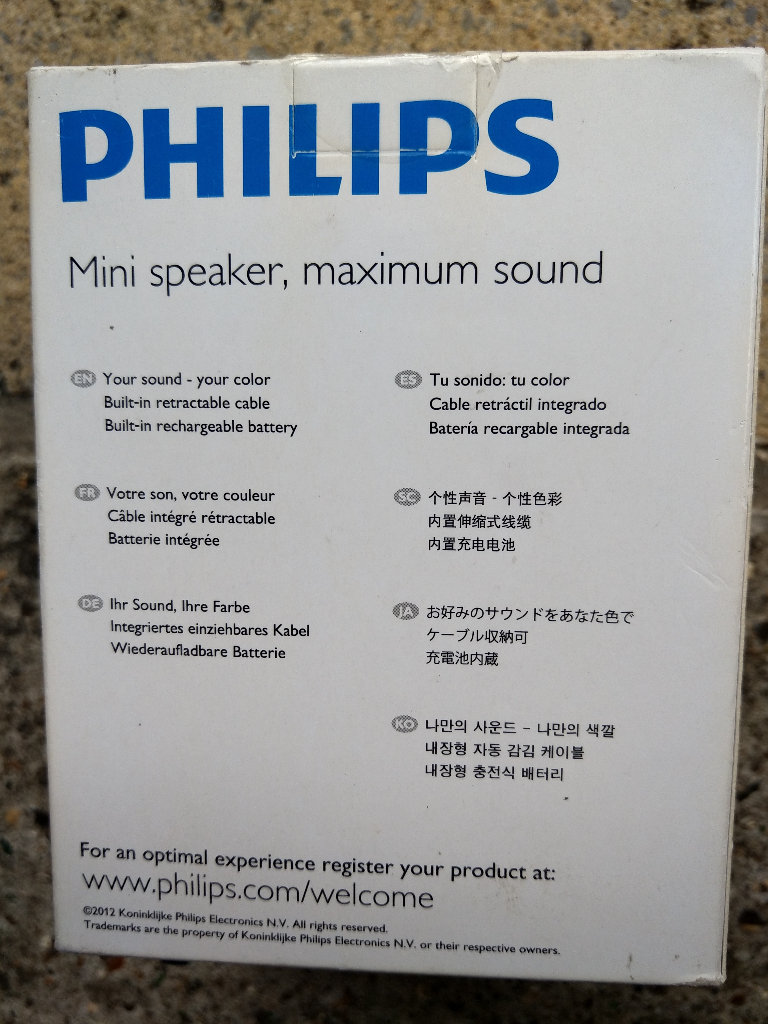 PHILIPS
Mini speaker, maximum sound
EN Your sound - your color
Built-in retractable cable
Built-in rechargeable battery
FR Votre son, votre couleur
Câble intégré rétractable
Batterie intégrée
DE Ihr Sound, Ihre Farbe
Integriertes einziehbares Kabel
Wiederaufladbare Batterie
ES Tu sonido: tu color
Cable retráctil integrado
Batería recargable integrada
SC 个性声音 - 个性色彩
内置伸缩式线缆
内置充电电池
JA お好みのサウンドをあなた色で
ケーブル収納可
充電池内蔵
KO 나만의 사운드 - 나만의 색깔
내장형 자동 감김 케이블
내장형 충전식 배터리
For an optimal experience register your product at:
www.philips.com/welcome
©2012 Koninklijke Philips Electronics N.V. All rights reserved.
Trademarks are the property of Koninklijke Philips Electronics N.V. or their respective owners.